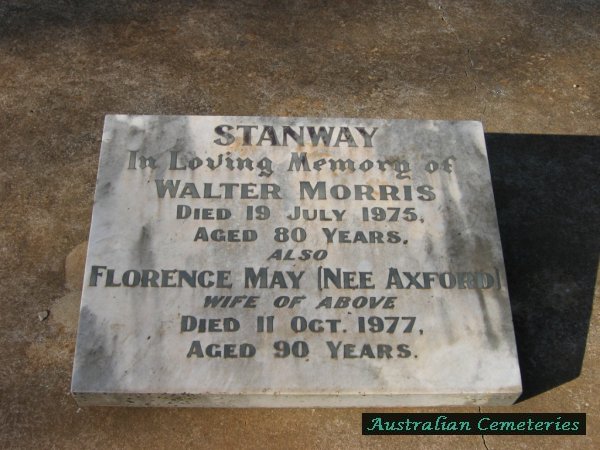 STANWAY
In Loving Memory of
WALTER MORRIS
DIED 19 JULY 1975,
AGED 80 YEARS.
ALSO
FLORENCE MAY (NEE AXFORD)
WIFE OF ABOVE
DIED 11 OCT. 1977,
AGED 90 YEARS.
Australian Cemeteries